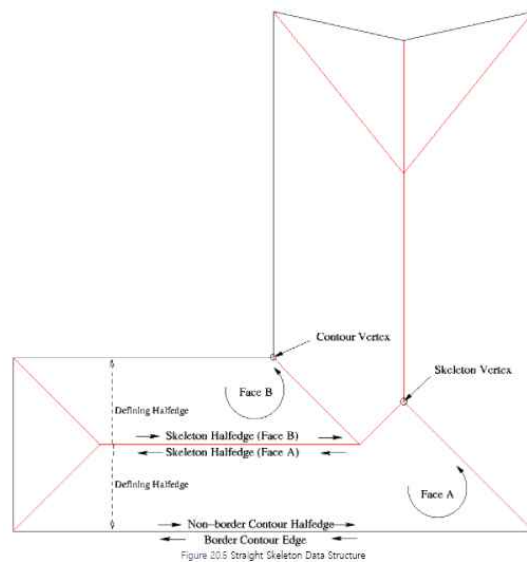 Contour Vertex
Skeleton Vertex
Face B
Defining Halfedge
Skeleton Halfedge (Face B)
Skeleton Halfedge (Face A)
Defining Halfedge
Face A
Non-border Contour Halfedge
Border Contour Edge
Figure 20.5 Straight Skeleton Data Structure